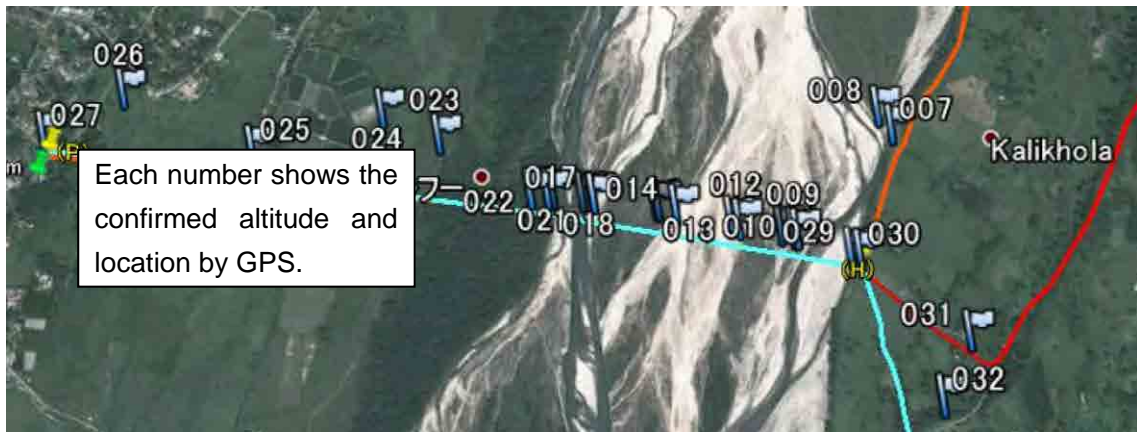 026
008
023
007
027
025
024
Kalikhola
(P)
m
Each number shows the
confirmed altitude and
location by GPS.
フー
022
017
014
012
009
021
018
013
010
029
030
(H)
031
032